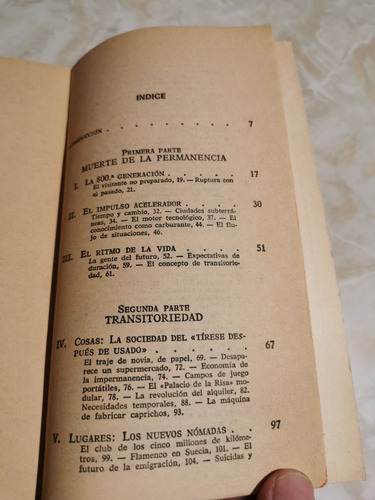 INDICE
INTRODUCCIÓN . . . . . . . . . 7
PRIMERA PARTE
MUERTE DE LA PERMANENCIA
I. LA 800.ª GENERACIÓN . . . . . 17
El visitante no preparado, 19. — Ruptura con
el pasado, 21.
II. EL IMPULSO ACELERADOR . . . . 30
Tiempo y cambio, 32. — Ciudades subterrá-
neas, 34. — El motor tecnológico, 37. — El
conocimiento como carburante, 44. — El flu-
jo de situaciones, 46.
III. EL RITMO DE LA VIDA . . . . . 51
La gente del futuro, 52. — Expectativas de
duración, 59. — El concepto de transitorie-
dad, 61.
SEGUNDA PARTE
TRANSITORIEDAD
IV. COSAS: LA SOCIEDAD DEL «TÍRESE DES-
PUÉS DE USADO» . . . . . . 67
El traje de novia, de papel, 69. — Desapa-
rece un supermercado, 72. — Economía de
la impermanencia, 74. — Campos de juego
portátiles, 76. — El «Palacio de la Risa» mo-
dular, 78. — La revolución del alquiler, 82.
Necesidades temporales, 88. — La máquina
de fabricar caprichos, 93.
V. LUGARES: LOS NUEVOS NÓMADAS . . 97
El club de los cinco millones de kilóme-
tros, 99. — Flamenco en Suecia, 101. — El
futuro de la emigración, 104. — Suicidas y